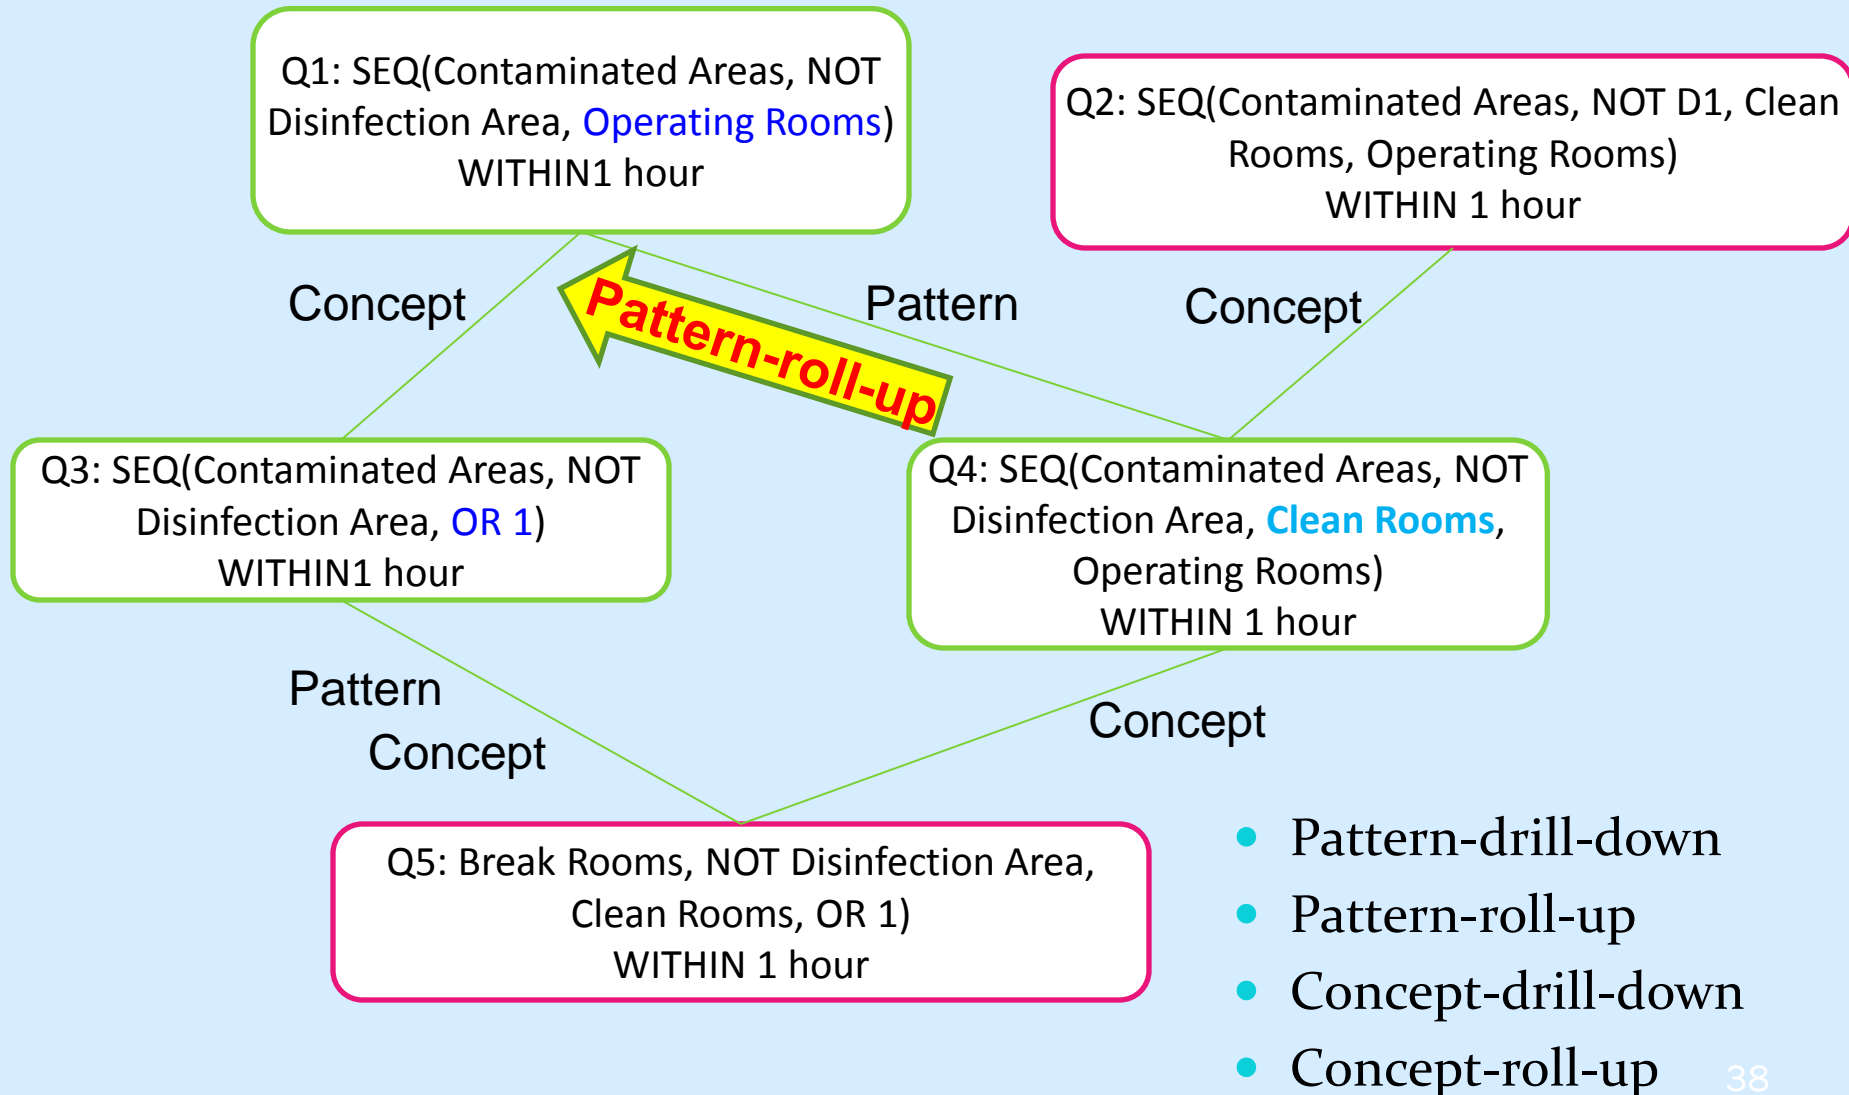 Q1: SEQ(Contaminated Areas, NOT
Disinfection Area, Operating Rooms)
WITHIN1 hour
Q2: SEQ(Contaminated Areas, NOT D1, Clean
Rooms, Operating Rooms)
WITHIN 1 hour
Concept
Pattern-roll-up
Pattern
Concept
Q3: SEQ(Contaminated Areas, NOT
Disinfection Area, OR 1)
WITHIN1 hour
Q4: SEQ(Contaminated Areas, NOT
Disinfection Area, Clean Rooms,
Operating Rooms)
WITHIN 1 hour
Pattern
Concept
Concept
Q5: Break Rooms, NOT Disinfection Area,
Clean Rooms, OR 1)
WITHIN 1 hour
• Pattern-drill-down
• Pattern-roll-up
• Concept-drill-down
• Concept-roll-up
38